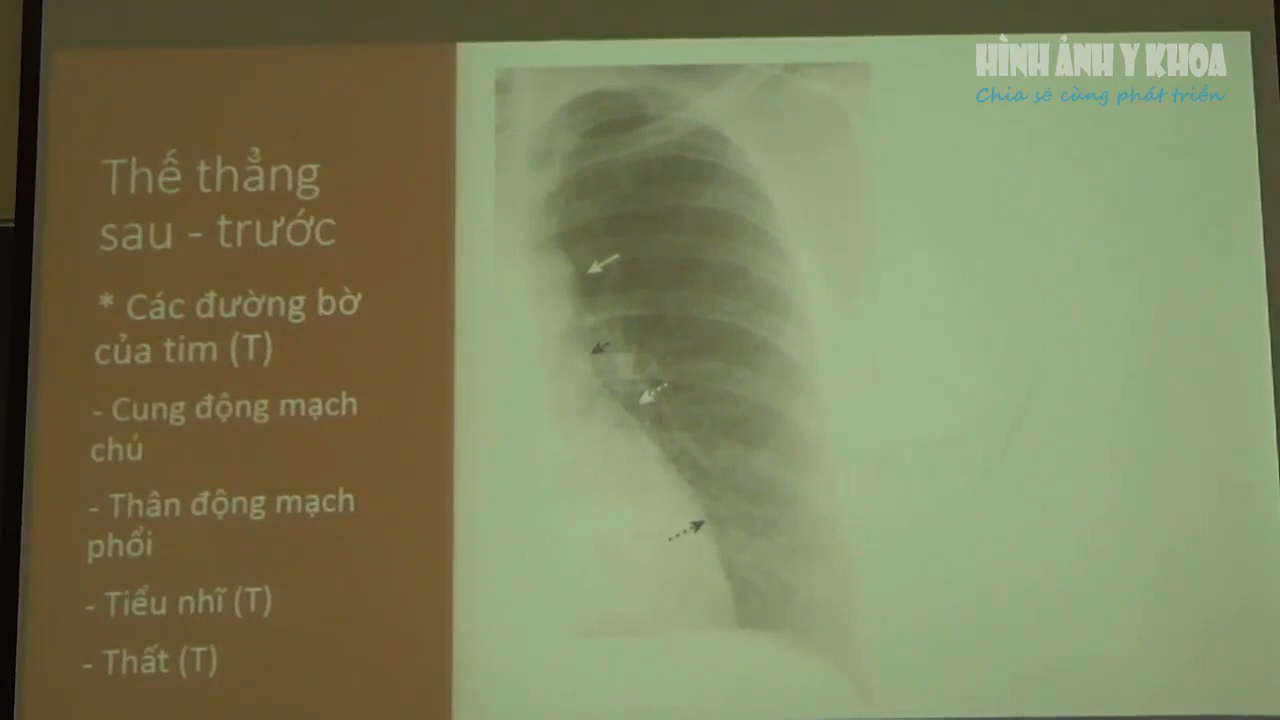 HÌNH ẢNH Y KHOA
Chia sẻ cùng phát triển
Thế thẳng
sau - trước
* Các đường bờ
của tim (T)
- Cung động mạch
chủ
- Thân động mạch
phổi
- Tiểu nhĩ (T)
- Thất (T)